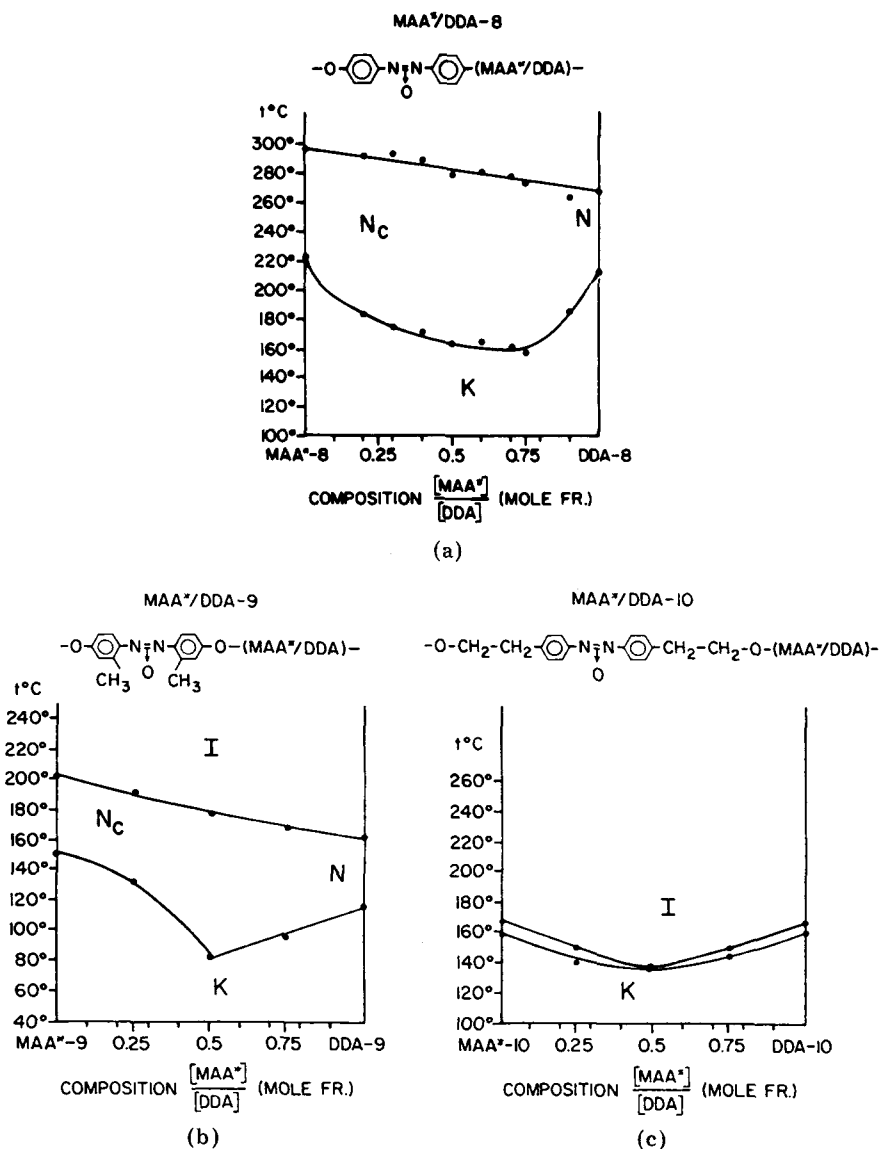 MAA*/DDA-8
-O-⌬-N=N-⌬-(MAA*/DDA)-
O
t°C
300°
280°
260°
240°
220°
200°
180°
160°
140°
120°
100°
N_C
N
K
MAA*-8 0.25 0.5 0.75 DDA-8
COMPOSITION [MAA*]/[DDA] (MOLE FR.)
(a)
MAA*/DDA-9
-O-⌬-N=N-⌬-O-(MAA*/DDA)-
CH3 O CH3
t°C
240°
220°
200°
180°
160°
140°
120°
100°
80°
60°
40°
I
N_C
N
K
MAA*-9 0.25 0.5 0.75 DDA-9
COMPOSITION [MAA*]/[DDA] (MOLE FR.)
(b)
MAA*/DDA-10
-O-CH2-CH2-⌬-N=N-⌬-CH2-CH2-O-(MAA*/DDA)-
O
t°C
260°
240°
220°
200°
180°
160°
140°
120°
100°
I
K
MAA*-10 0.25 0.5 0.75 DDA-10
COMPOSITION [MAA*]/[DDA] (MOLE FR.)
(c)